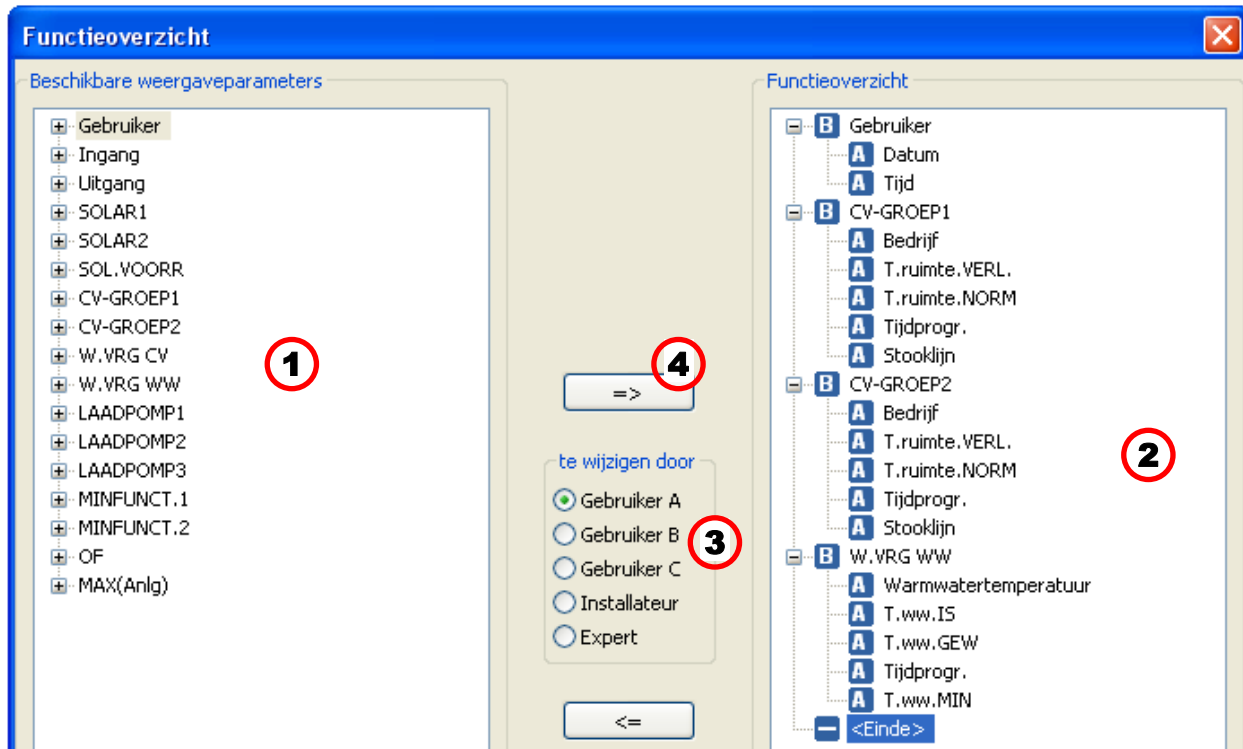 Functieoverzicht
Beschikbare weergaveparameters
Gebruiker
Ingang
Uitgang
SOLAR1
SOLAR2
SOL.VOORR
CV-GROEP1
CV-GROEP2
W.VRG CV
W.VRG WW
LAADPOMP1
LAADPOMP2
LAADPOMP3
MINFUNCT.1
MINFUNCT.2
OF
MAX(Anlg)
1
4
=>
te wijzigen door
Gebruiker A
Gebruiker B
Gebruiker C
Installateur
Expert
3
<=
Functieoverzicht
B Gebruiker
A Datum
A Tijd
B CV-GROEP1
A Bedrijf
A T.ruimte.VERL.
A T.ruimte.NORM
A Tijdprogr.
A Stooklijn
B CV-GROEP2
A Bedrijf
A T.ruimte.VERL.
A T.ruimte.NORM
A Tijdprogr.
A Stooklijn
B W.VRG WW
A Warmwatertemperatuur
A T.ww.IS
A T.ww.GEW
A Tijdprogr.
A T.ww.MIN
<Einde>
2